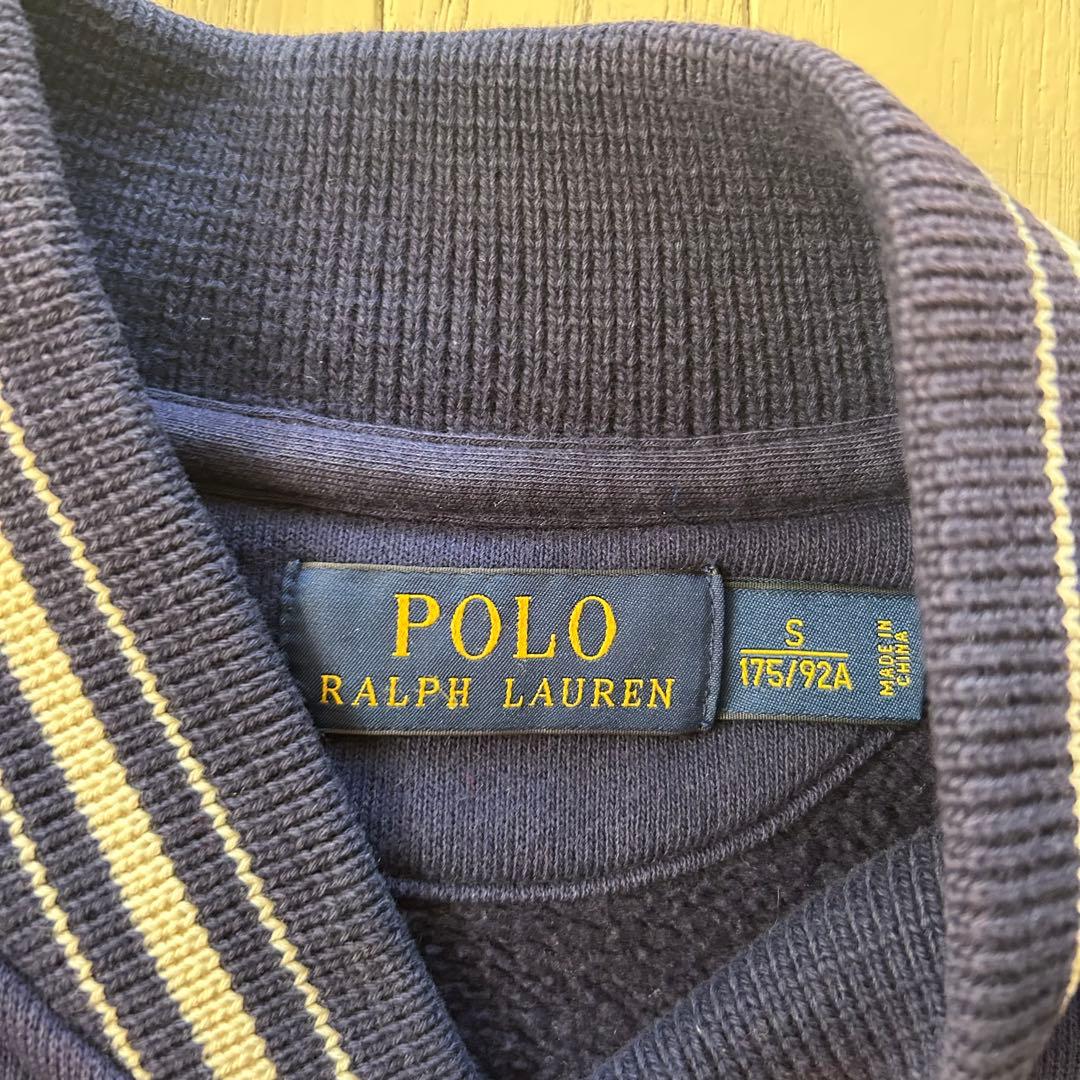 POLO
RALPH LAUREN
S
175/92A
MADE IN
CHINA